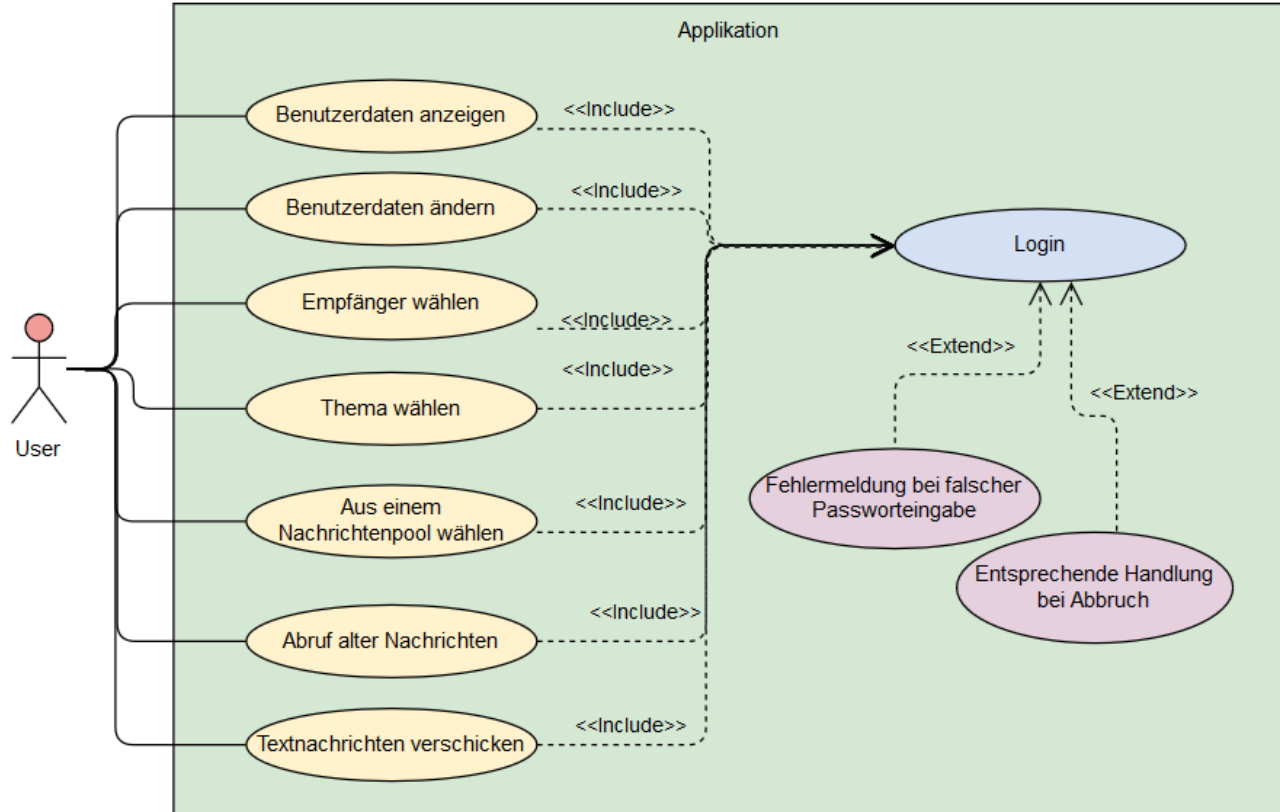 Applikation
Benutzerdaten anzeigen
<<Include>>
Benutzerdaten ändern
<<Include>>
Login
Empfänger wählen
<<Include>>
<<Extend>>
Thema wählen
<<Include>>
<<Extend>>
User
Fehlermeldung bei falscher
Passworteingabe
Aus einem
Nachrichtenpool wählen
<<Include>>
Entsprechende Handlung
bei Abbruch
Abruf alter Nachrichten
<<Include>>
Textnachrichten verschicken
<<Include>>